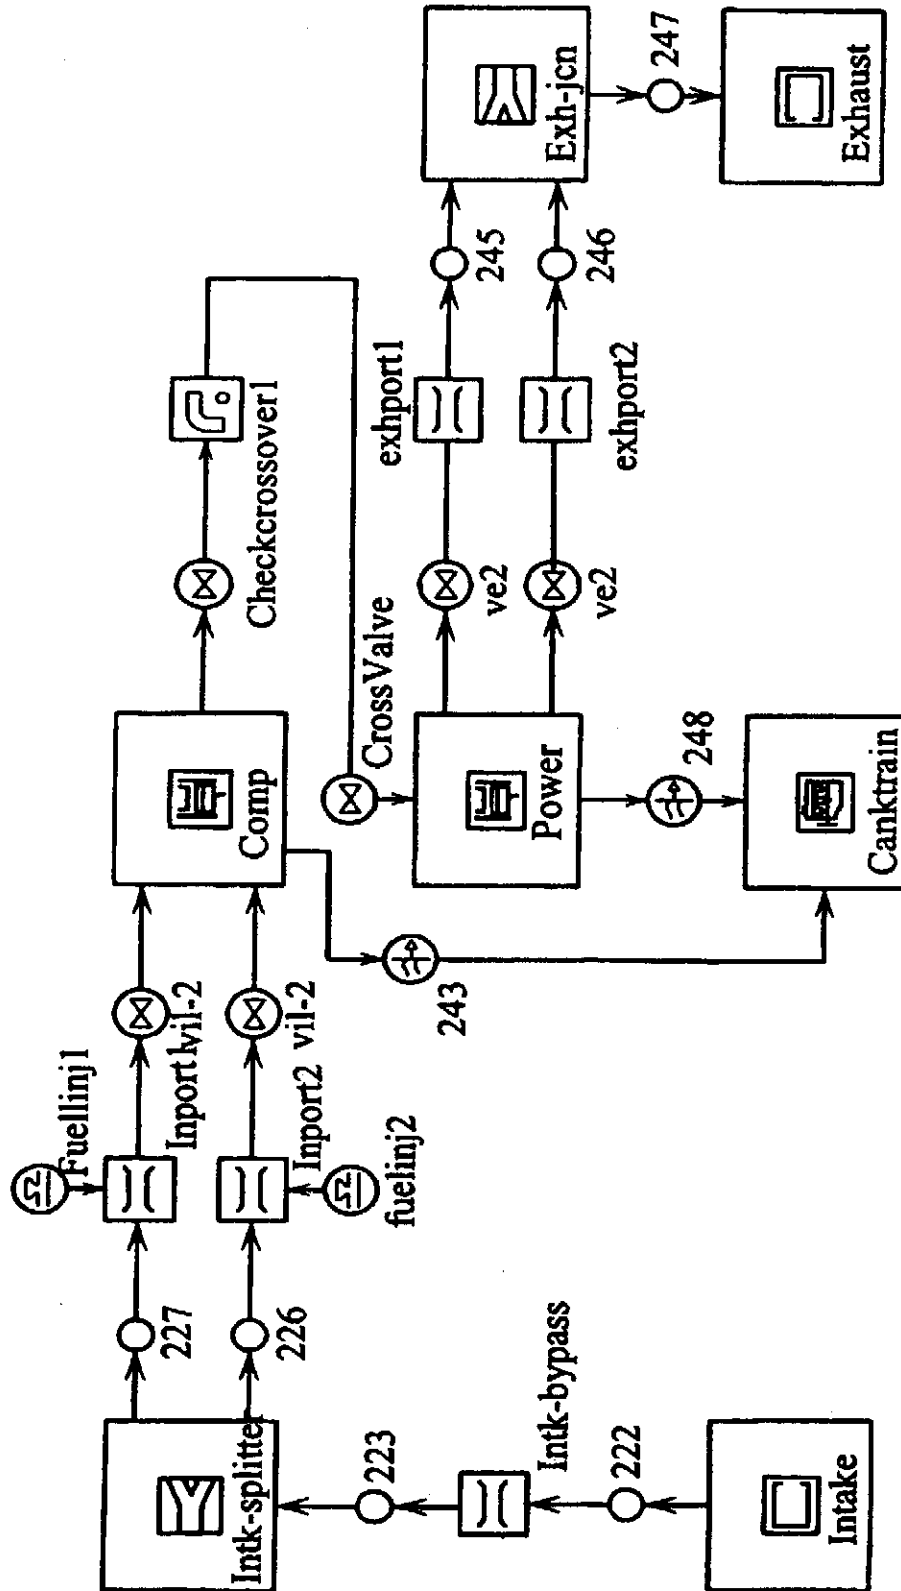 Fuellinj1
227
Inport1
vil-2
Intk-splitter
Comp
Checkcrossover1
226
Inport2
vil-2
223
fuelinj2
CrossValve
exhport1
243
ve2
245
Intk-bypass
Power
Exh-jcn
222
ve2
exhport2
246
248
247
Intake
Canktrain
Exhaust